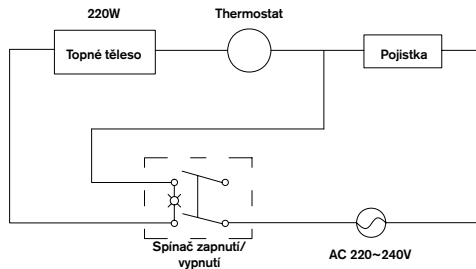 220W
Thermostat
Topné těleso
Pojistka
Spínač zapnutí/
vypnutí
AC 220~240V